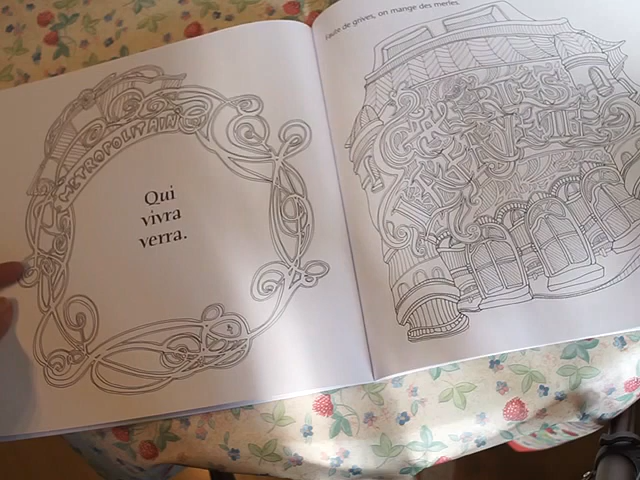 METROPOLITAIN
Qui
vivra
verra.
Faute de grives, on mange des merles.